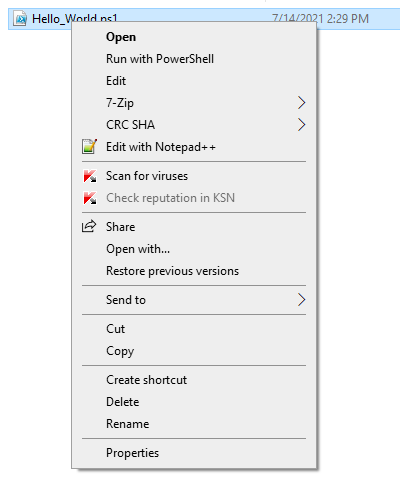 Hello_World.ps1 7/14/2021 2:29 PM
Open
Run with PowerShell
Edit
7-Zip
CRC SHA
Edit with Notepad++
Scan for viruses
Check reputation in KSN
Share
Open with...
Restore previous versions
Send to
Cut
Copy
Create shortcut
Delete
Rename
Properties